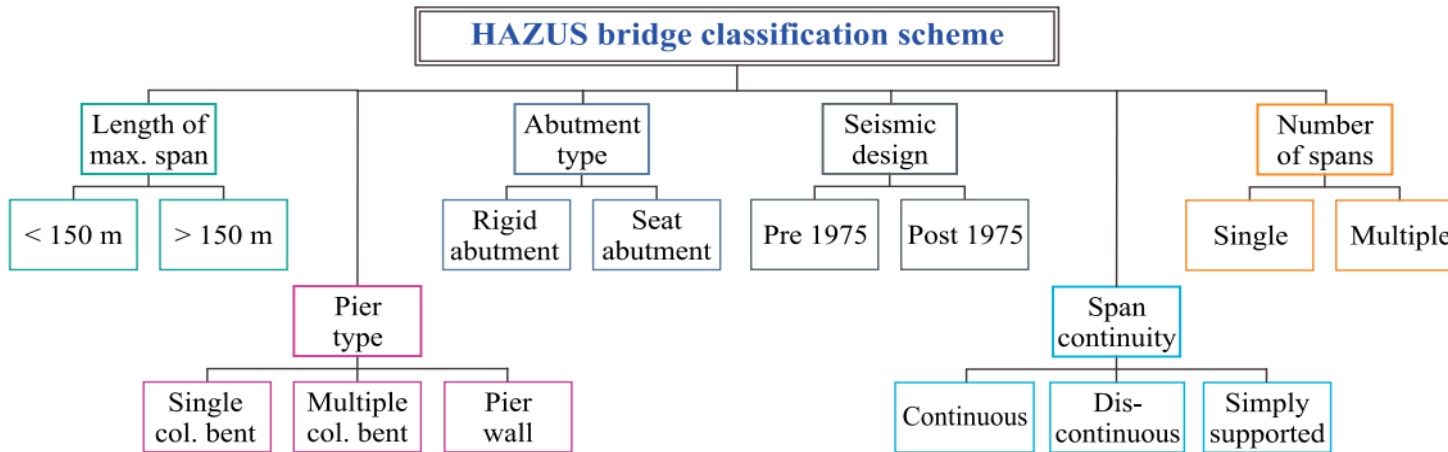 HAZUS bridge classification scheme
Length of
max. span
Abutment
type
Seismic
design
Number
of spans
< 150 m
> 150 m
Rigid
abutment
Seat
abutment
Pre 1975
Post 1975
Single
Multiple
Pier
type
Span
continuity
Single
col. bent
Multiple
col. bent
Pier
wall
Continuous
Dis-
continuous
Simply
supported